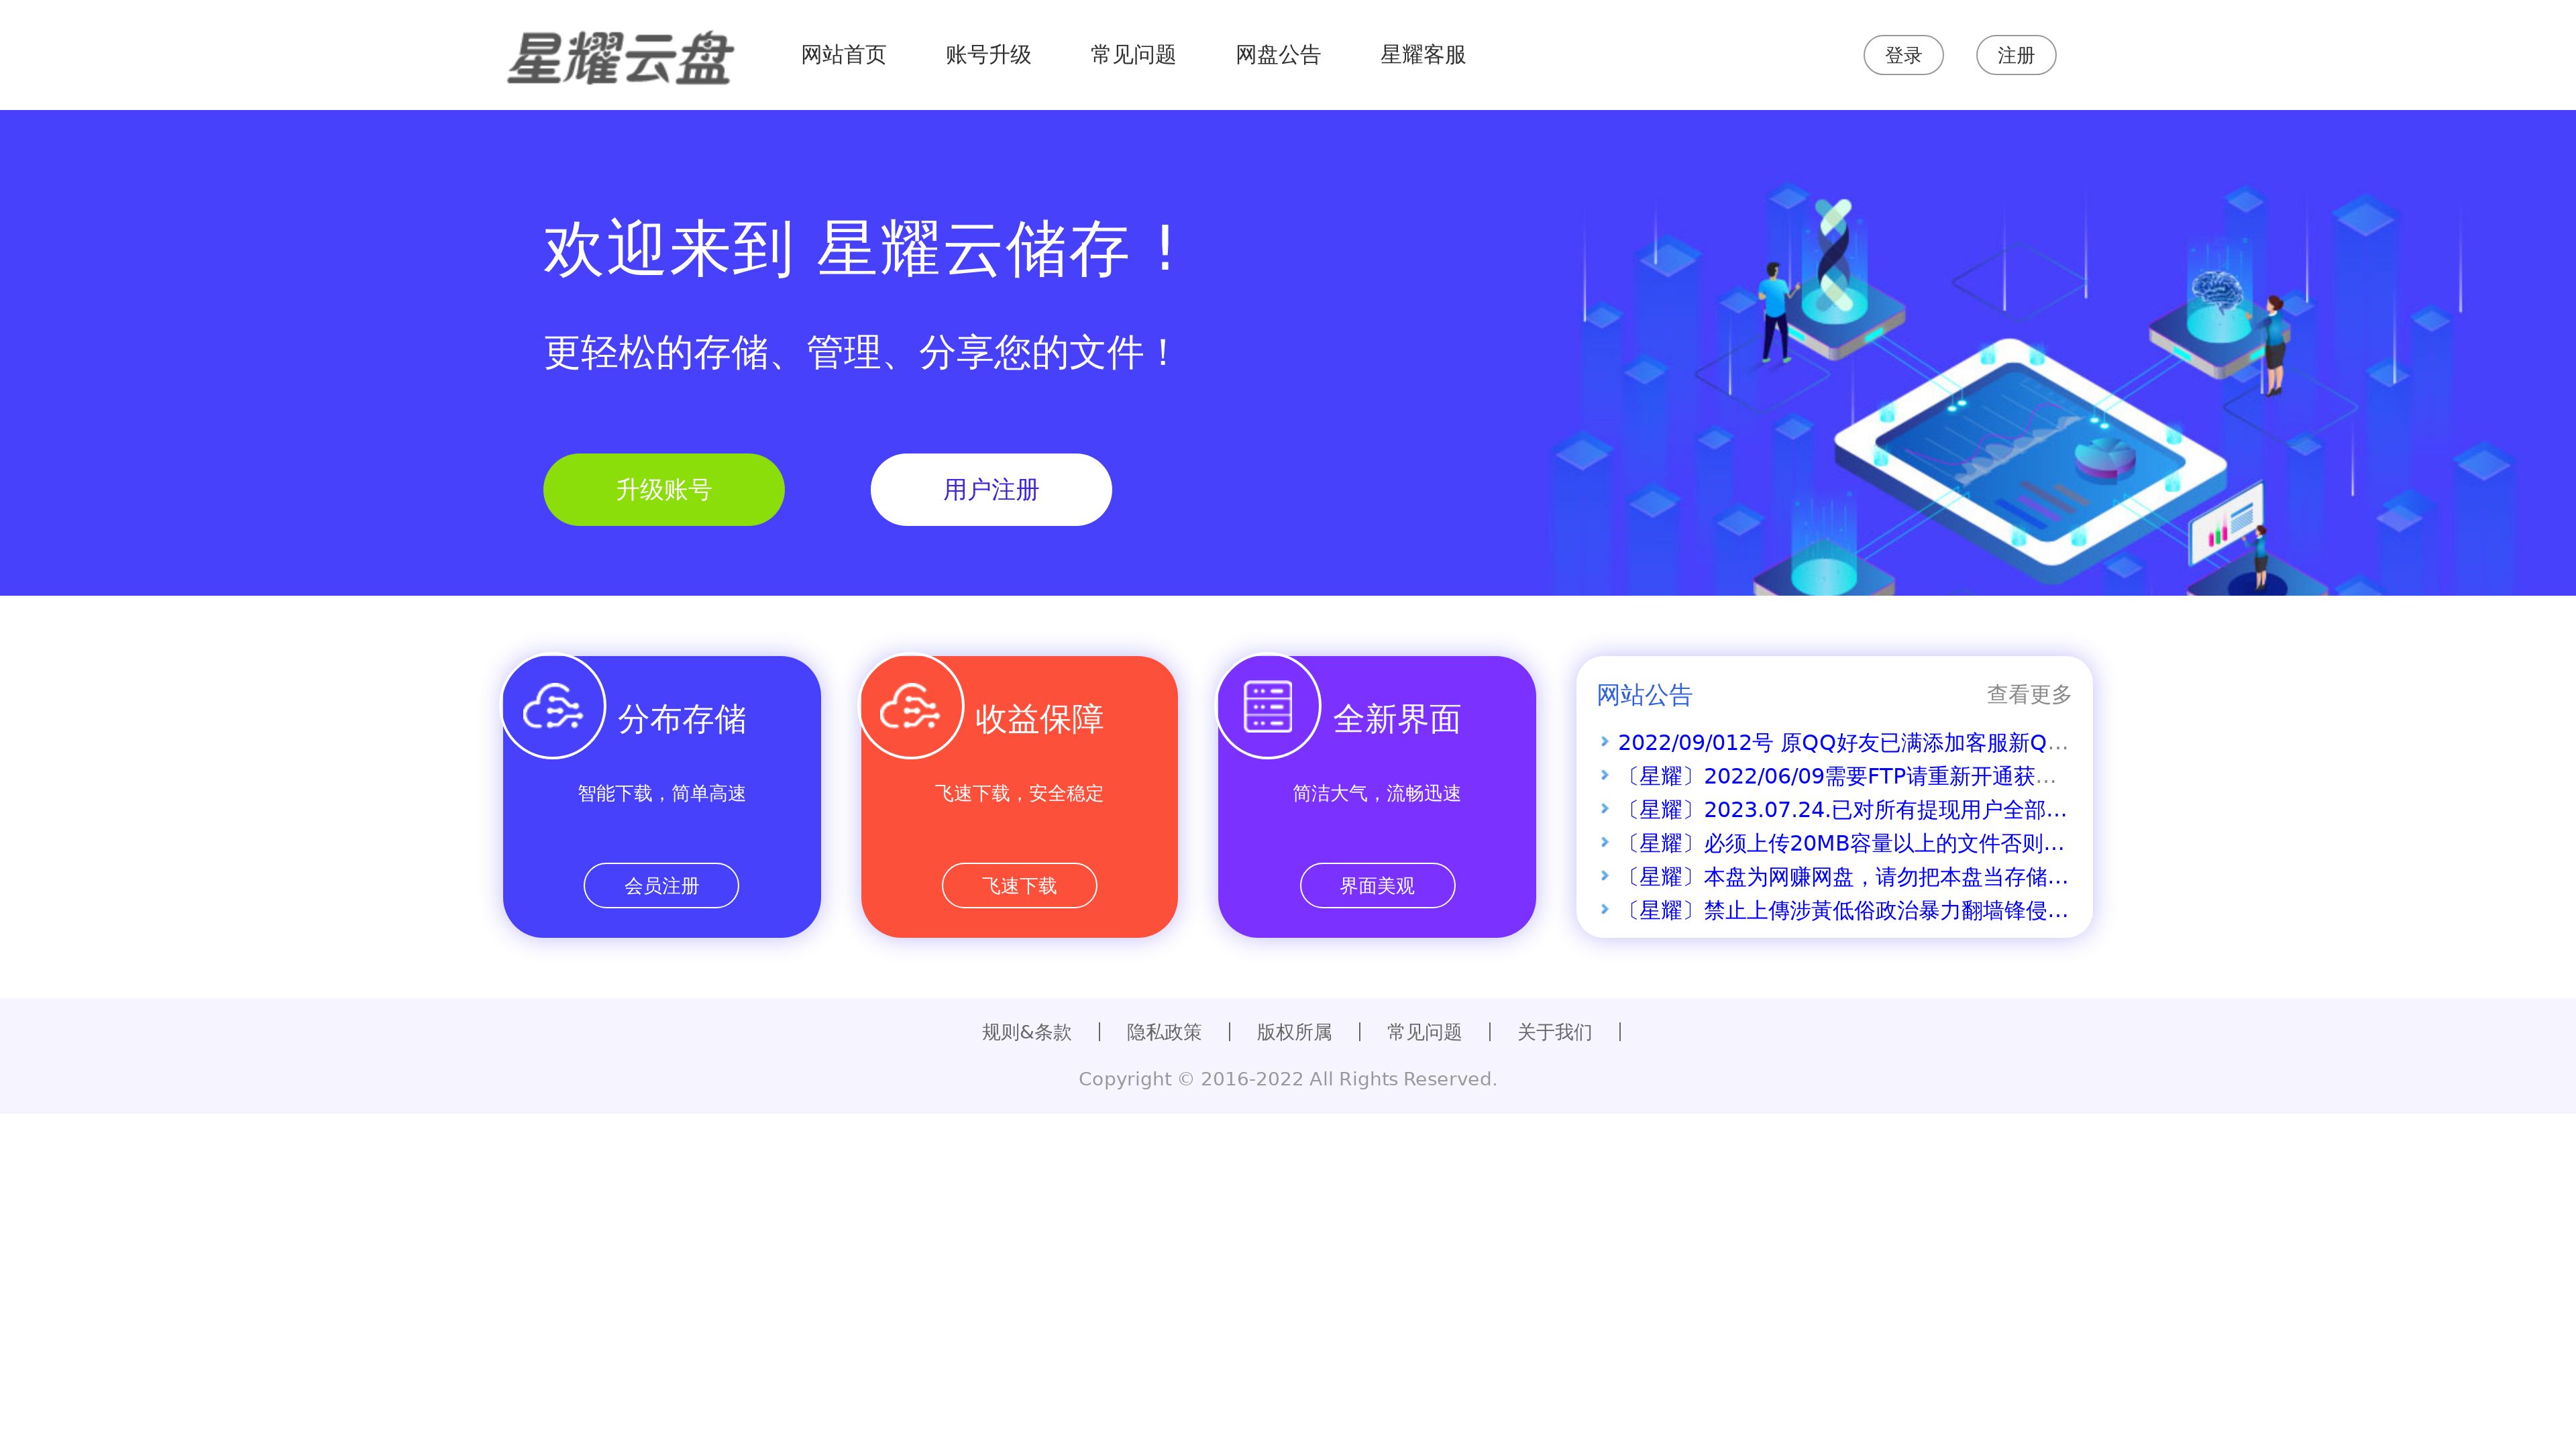 星耀云盘
网站首页 账号升级 常见问题 网盘公告 星耀客服
登录 注册
欢迎来到 星耀云储存 !
更轻松的存储、管理、分享您的文件！
升级账号 用户注册
分布存储
智能下载，简单高速
会员注册
收益保障
飞速下载，安全稳定
飞速下载
全新界面
简洁大气，流畅迅速
界面美观
网站公告 查看更多
2022/09/012号 原QQ好友已满添加客服新Q...
〔星耀〕2022/06/09需要FTP请重新开通获...
〔星耀〕2023.07.24.已对所有提现用户全部...
〔星耀〕必须上传20MB容量以上的文件否则...
〔星耀〕本盘为网赚网盘，请勿把本盘当存储...
〔星耀〕禁止上傳涉黃低俗政治暴力翻墙锋侵...
规则&条款 | 隐私政策 | 版权所属 | 常见问题 | 关于我们 |
Copyright © 2016-2022 All Rights Reserved.